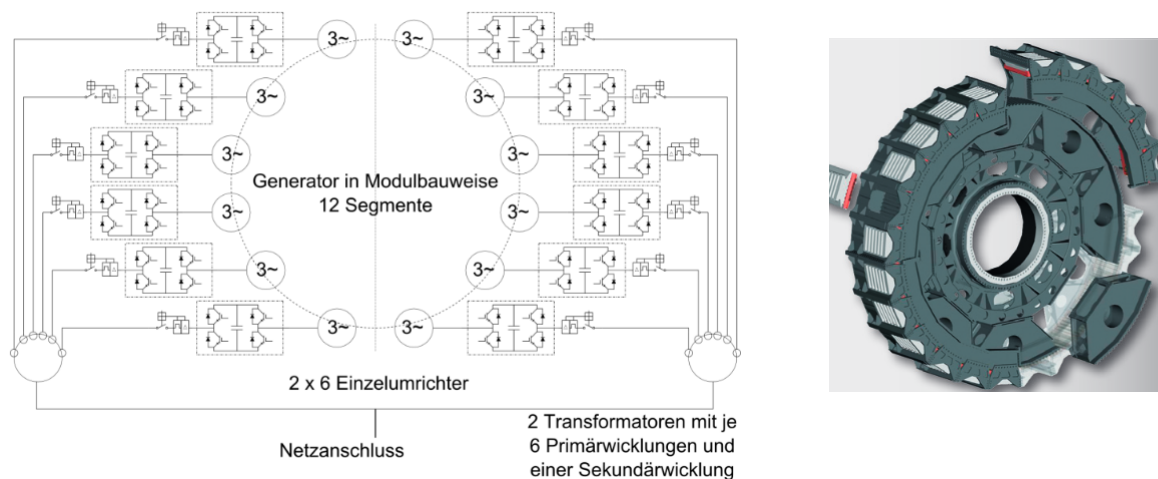 3~ 3~
3~ 3~
3~ 3~
Generator in Modulbauweise
12 Segmente
3~ 3~
3~ 3~
3~ 3~
2 x 6 Einzelumrichter
2 Transformatoren mit je
6 Primärwicklungen und
einer Sekundärwicklung
Netzanschluss